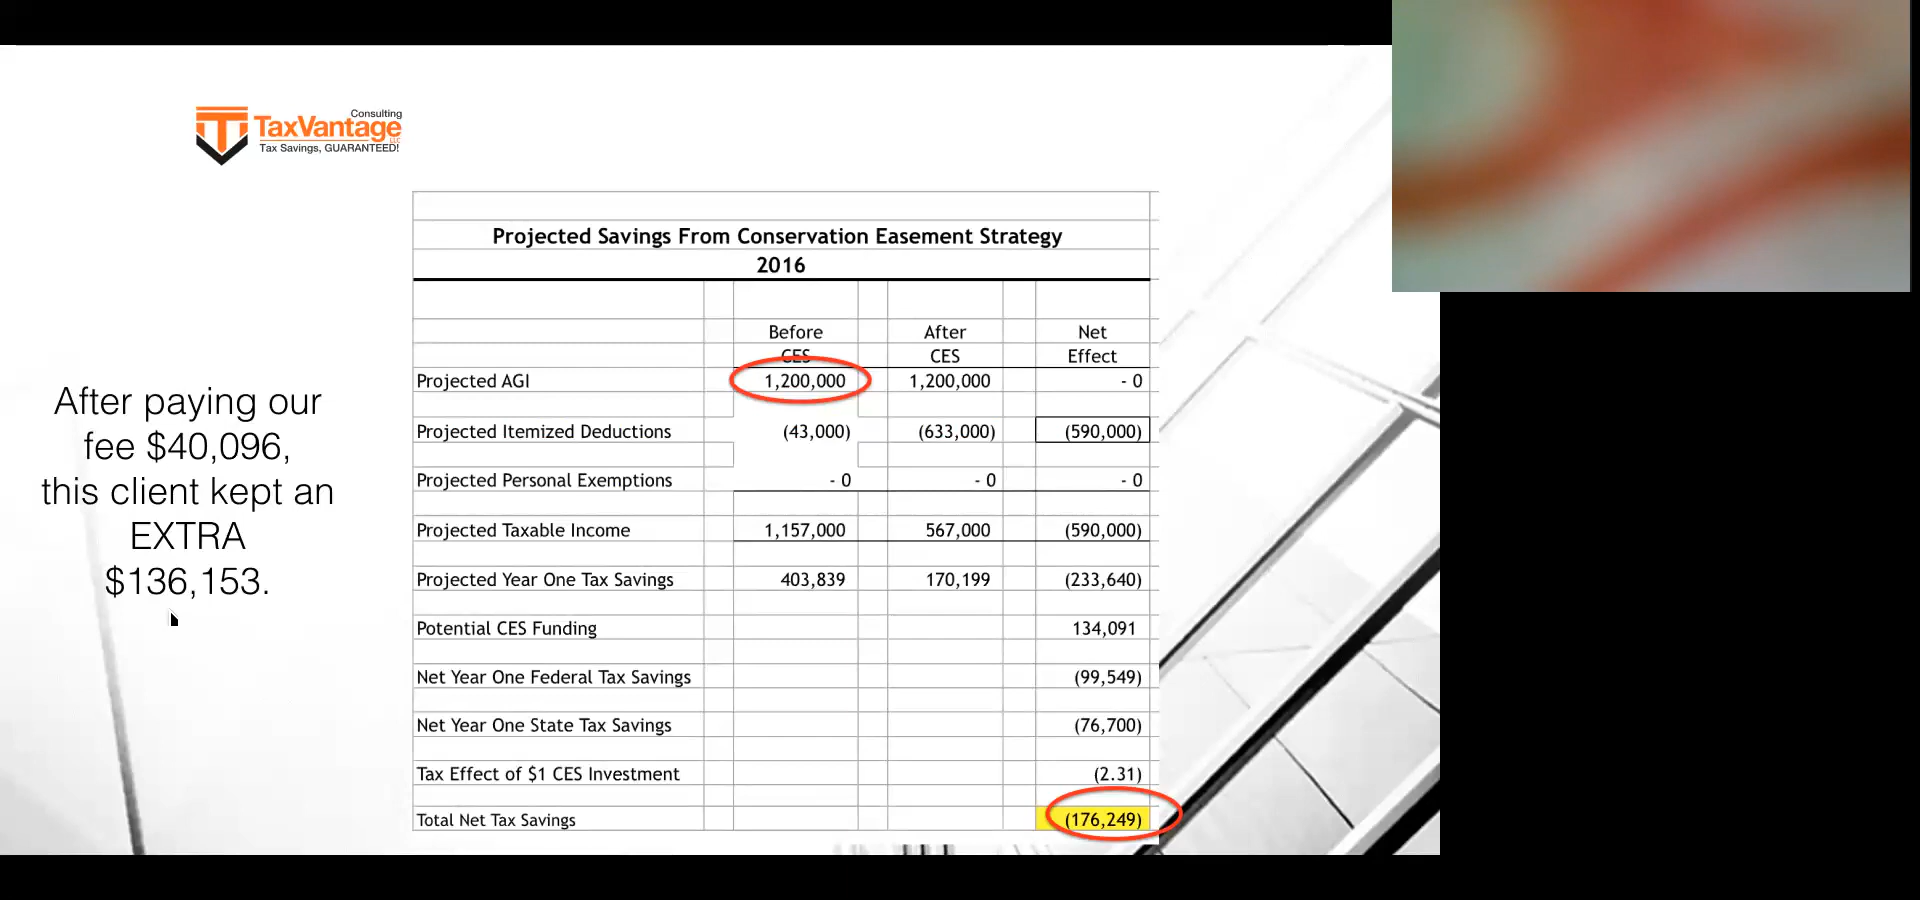 Consulting
TaxVantage
LLC
Tax Savings, GUARANTEED!
Projected Savings From Conservation Easement Strategy
2016
Before After Net
CES CES Effect
Projected AGI 1,200,000 1,200,000 - 0
Projected Itemized Deductions (43,000) (633,000) (590,000)
Projected Personal Exemptions - 0 - 0 - 0
Projected Taxable Income 1,157,000 567,000 (590,000)
Projected Year One Tax Savings 403,839 170,199 (233,640)
Potential CES Funding 134,091
Net Year One Federal Tax Savings (99,549)
Net Year One State Tax Savings (76,700)
Tax Effect of $1 CES Investment (2.31)
Total Net Tax Savings (176,249)
After paying our
fee $40,096,
this client kept an
EXTRA
$136,153.